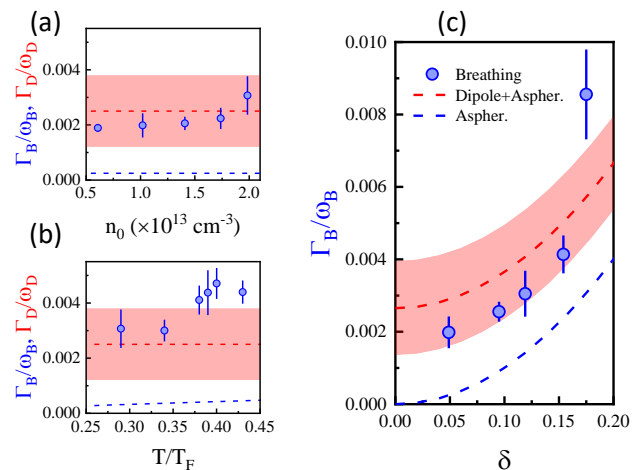 (a)
0.004
0.002
0.000
Γ_B/ω_B, Γ_D/ω_D
0.5 1.0 1.5 2.0
n_0 (×10^13 cm^-3)
(b)
0.004
0.002
0.000
Γ_B/ω_B, Γ_D/ω_D
0.25 0.30 0.35 0.40 0.45
T/T_F
(c)
0.010
0.008
0.006
0.004
0.002
0.000
Γ_B/ω_B
Breathing
Dipole+Aspher.
Aspher.
0.00 0.05 0.10 0.15 0.20
δ